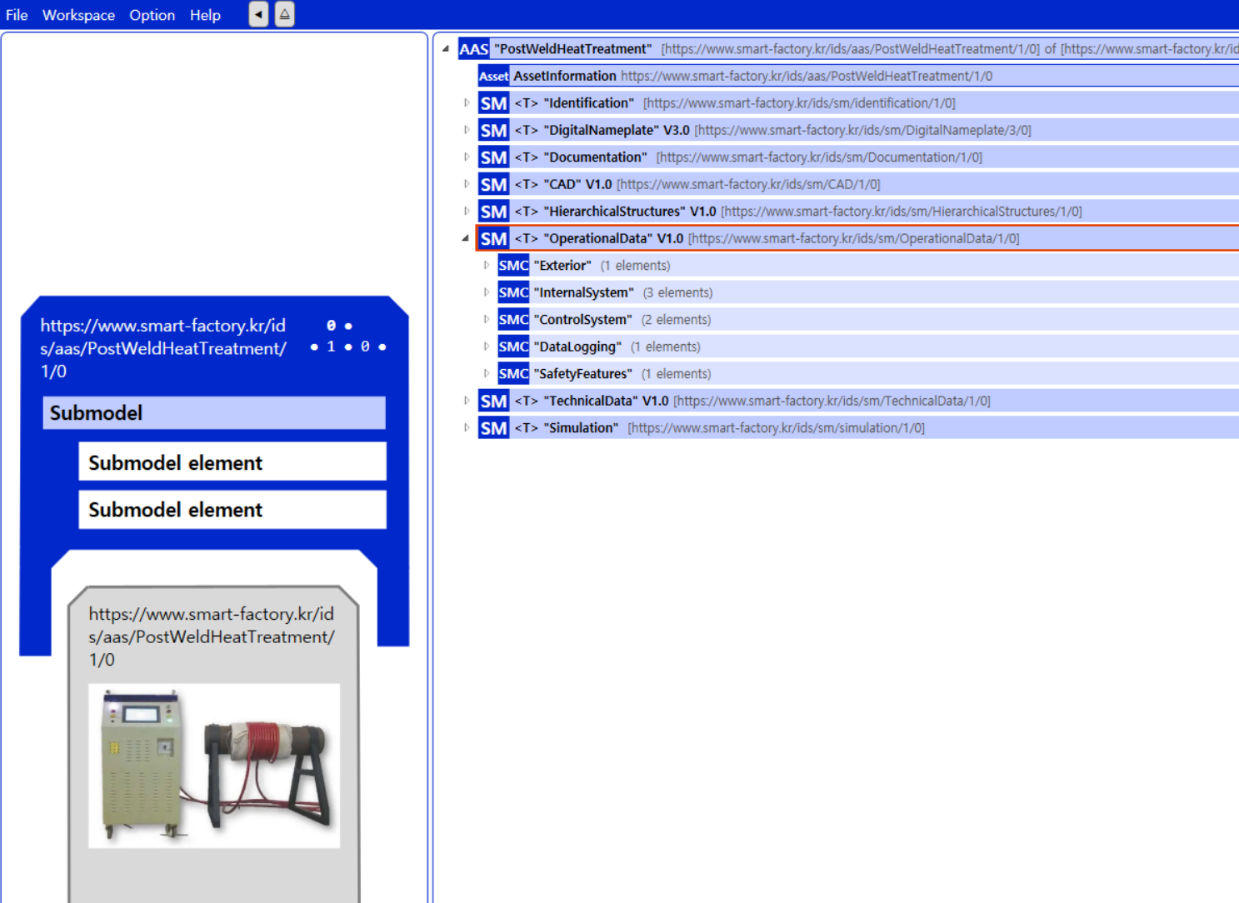 File Workspace Option Help
https://www.smart-factory.kr/id
s/aas/PostWeldHeatTreatment/
1/0
0
1 0
Submodel
Submodel element
Submodel element
https://www.smart-factory.kr/id
s/aas/PostWeldHeatTreatment/
1/0
AAS "PostWeldHeatTreatment" [https://www.smart-factory.kr/ids/aas/PostWeldHeatTreatment/1/0] of [https://www.smart-factory.kr/id
Asset AssetInformation https://www.smart-factory.kr/ids/aas/PostWeldHeatTreatment/1/0
SM <T> "Identification" [https://www.smart-factory.kr/ids/sm/identification/1/0]
SM <T> "DigitalNameplate" V3.0 [https://www.smart-factory.kr/ids/sm/DigitalNameplate/3/0]
SM <T> "Documentation" [https://www.smart-factory.kr/ids/sm/Documentation/1/0]
SM <T> "CAD" V1.0 [https://www.smart-factory.kr/ids/sm/CAD/1/0]
SM <T> "HierarchicalStructures" V1.0 [https://www.smart-factory.kr/ids/sm/HierarchicalStructures/1/0]
SM <T> "OperationalData" V1.0 [https://www.smart-factory.kr/ids/sm/OperationalData/1/0]
SMC "Exterior" (1 elements)
SMC "InternalSystem" (3 elements)
SMC "ControlSystem" (2 elements)
SMC "DataLogging" (1 elements)
SMC "SafetyFeatures" (1 elements)
SM <T> "TechnicalData" V1.0 [https://www.smart-factory.kr/ids/sm/TechnicalData/1/0]
SM <T> "Simulation" [https://www.smart-factory.kr/ids/sm/simulation/1/0]